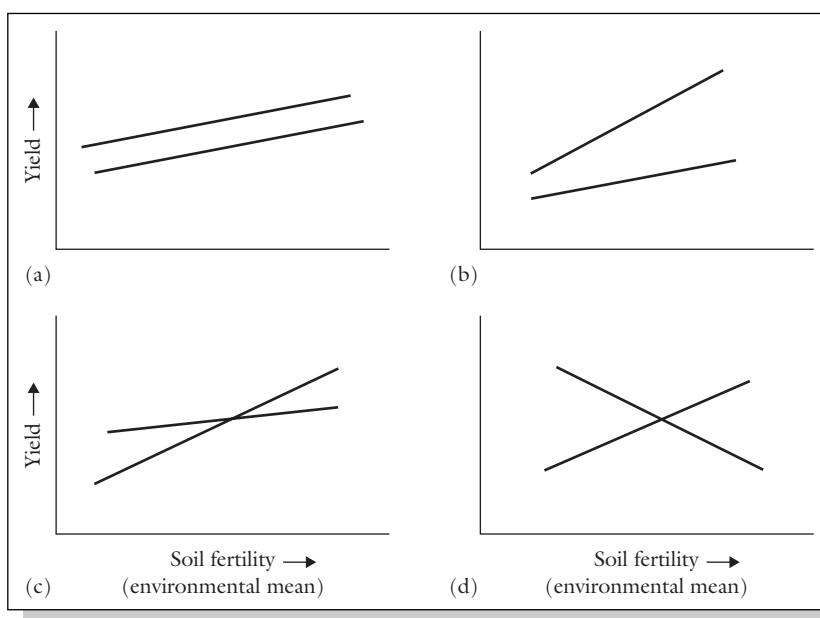 Yield →
(a)
(b)
Yield →
Soil fertility →
(environmental mean)
(c)
Soil fertility →
(environmental mean)
(d)